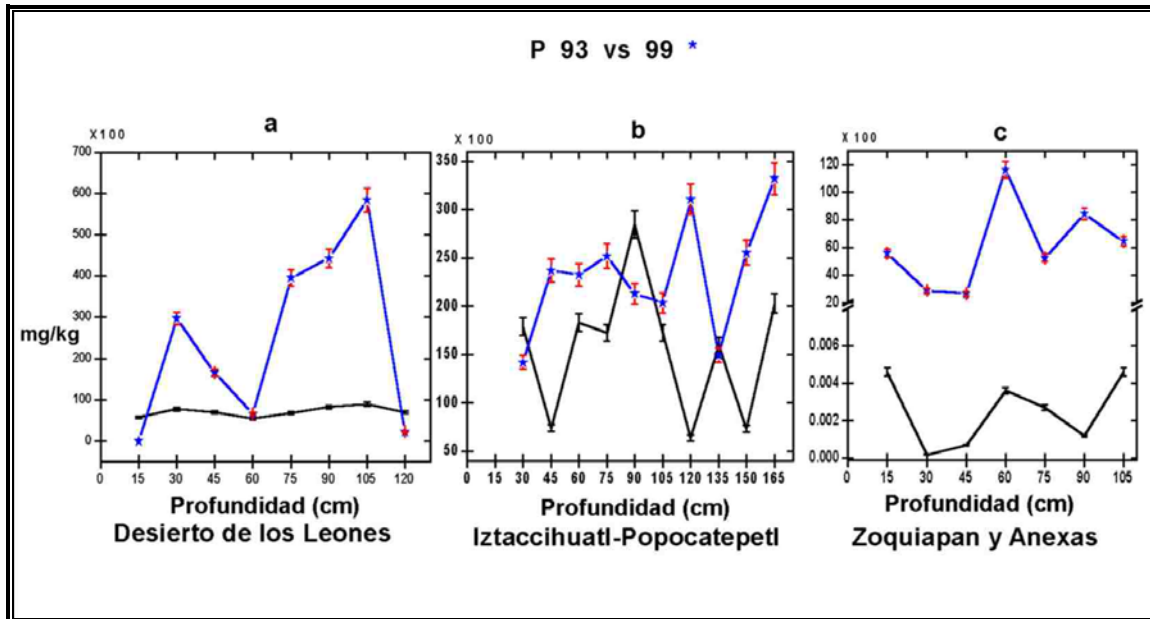 P 93 vs 99 *
a
X100
700
600
500
400
300
200
100
0
mg/kg
0 15 30 45 60 75 90 105 120
Profundidad (cm)
Desierto de los Leones
b
X 100
350
300
250
200
150
100
50
0 15 30 45 60 75 90 105 120 135 150 165
Profundidad (cm)
Iztaccihuatl-Popocatepetl
c
X 100
120
100
80
60
40
20
0.006
0.004
0.002
0.000
0 15 30 45 60 75 90 105
Profundidad (cm)
Zoquiapan y Anexas